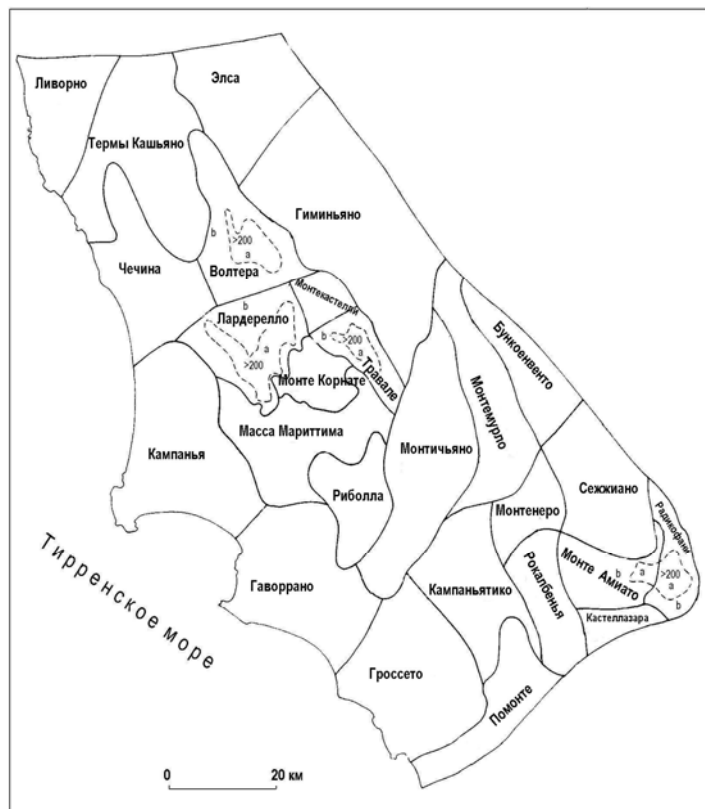 Ливорно
Элса
Термы Кашьяно
Гиминьяно
b
>200
a
Волтера
Чечина
Монтекастелли
b
Лардерелло
a
>200
b
>200
a
Травале
Монте Корнате
Бункоенвенто
Монтемурло
Масса Мариттима
Монтичьяно
Кампанья
Риболла
Сежжиано
Монтенеро
Радикофани
Тирренское море
Гаворрано
Кампаньятико
Рокалбенья
Монте Амиато
b
a
>200
a
b
Кастеллазара
Гроссето
Помонте
0
20 км